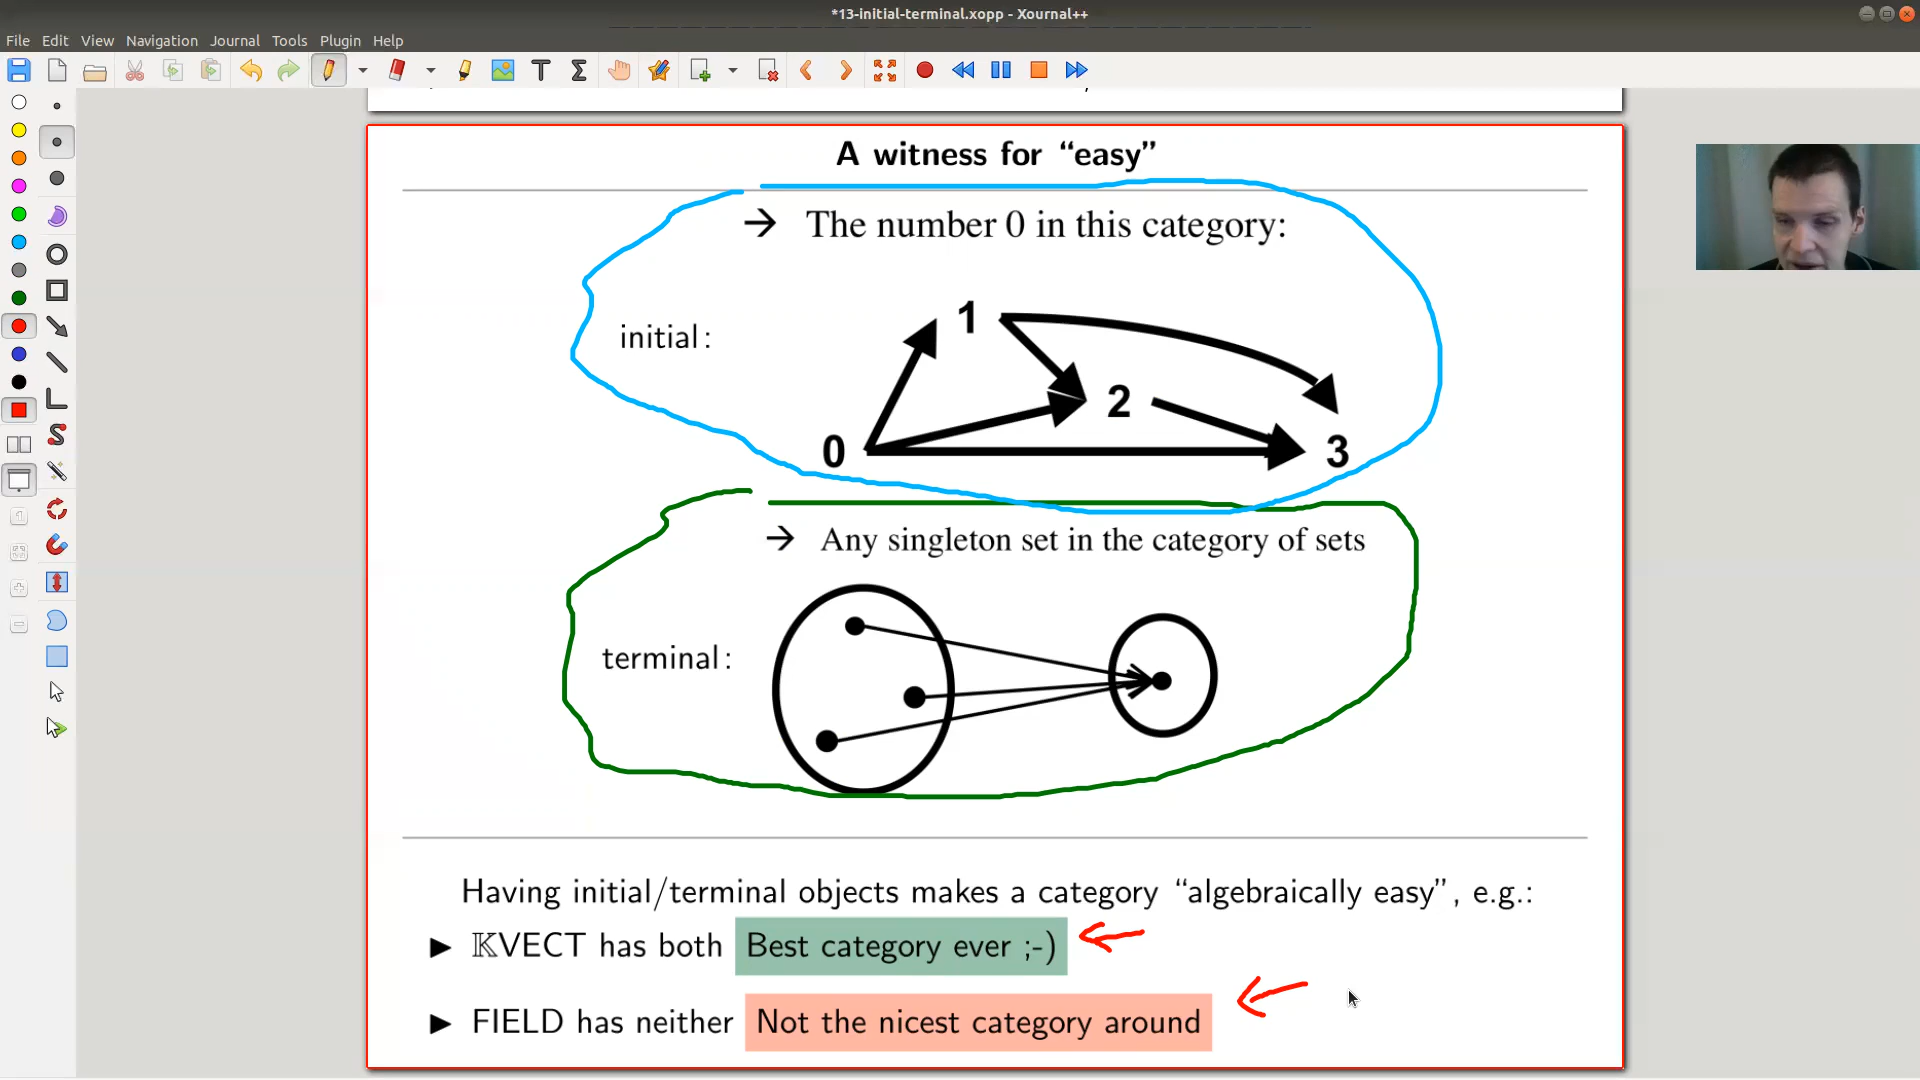 *13-initial-terminal.xopp - Xournal++
File Edit View Navigation Journal Tools Plugin Help
A witness for “easy”
→ The number 0 in this category:
initial:
1
2
0
3
→ Any singleton set in the category of sets
terminal:
Having initial/terminal objects makes a category “algebraically easy”, e.g.:
▶ 𝕂VECT has both Best category ever ;-)
▶ FIELD has neither Not the nicest category around